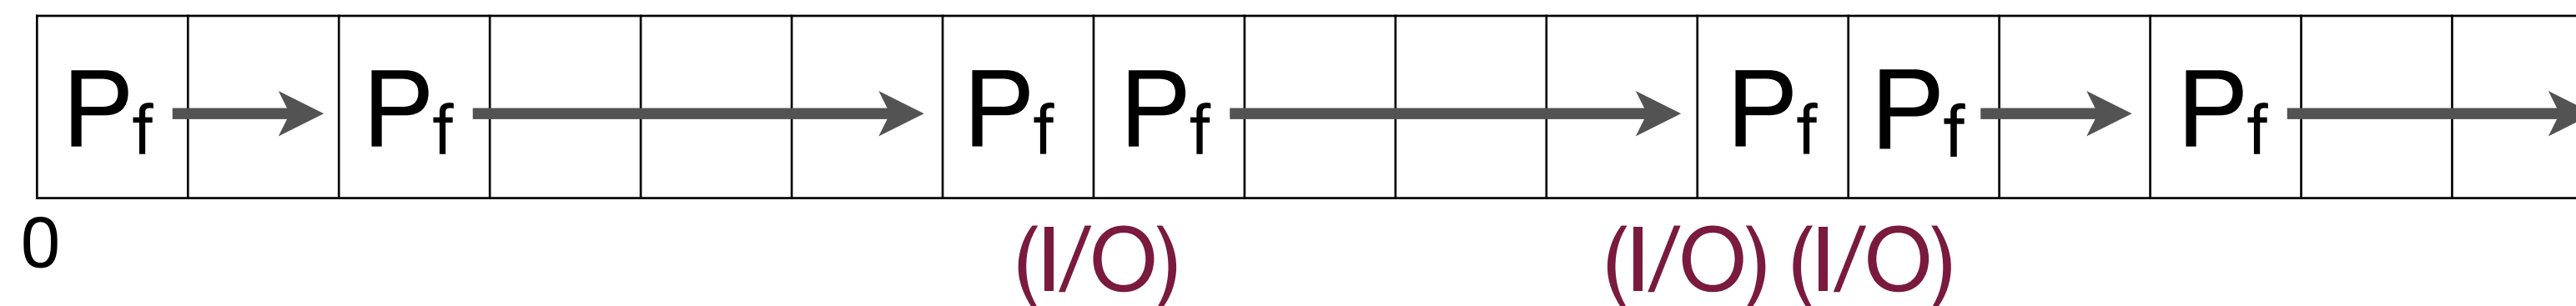 Pf Pf Pf Pf Pf Pf Pf
0 (I/O) (I/O) (I/O)